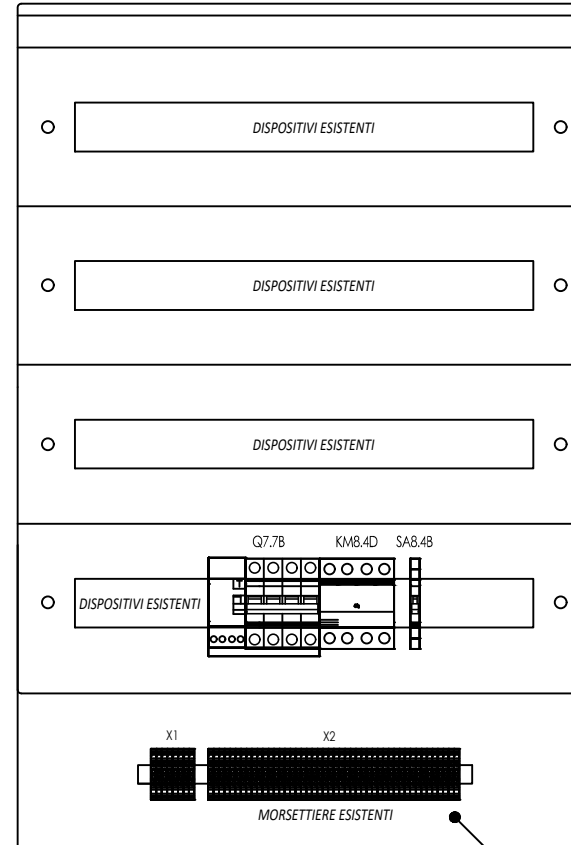 DISPOSITIVI ESISTENTI
DISPOSITIVI ESISTENTI
DISPOSITIVI ESISTENTI
Q7.7B KM8.4D SA8.4B
DISPOSITIVI ESISTENTI
X1 X2
MORSETTIERE ESISTENTI